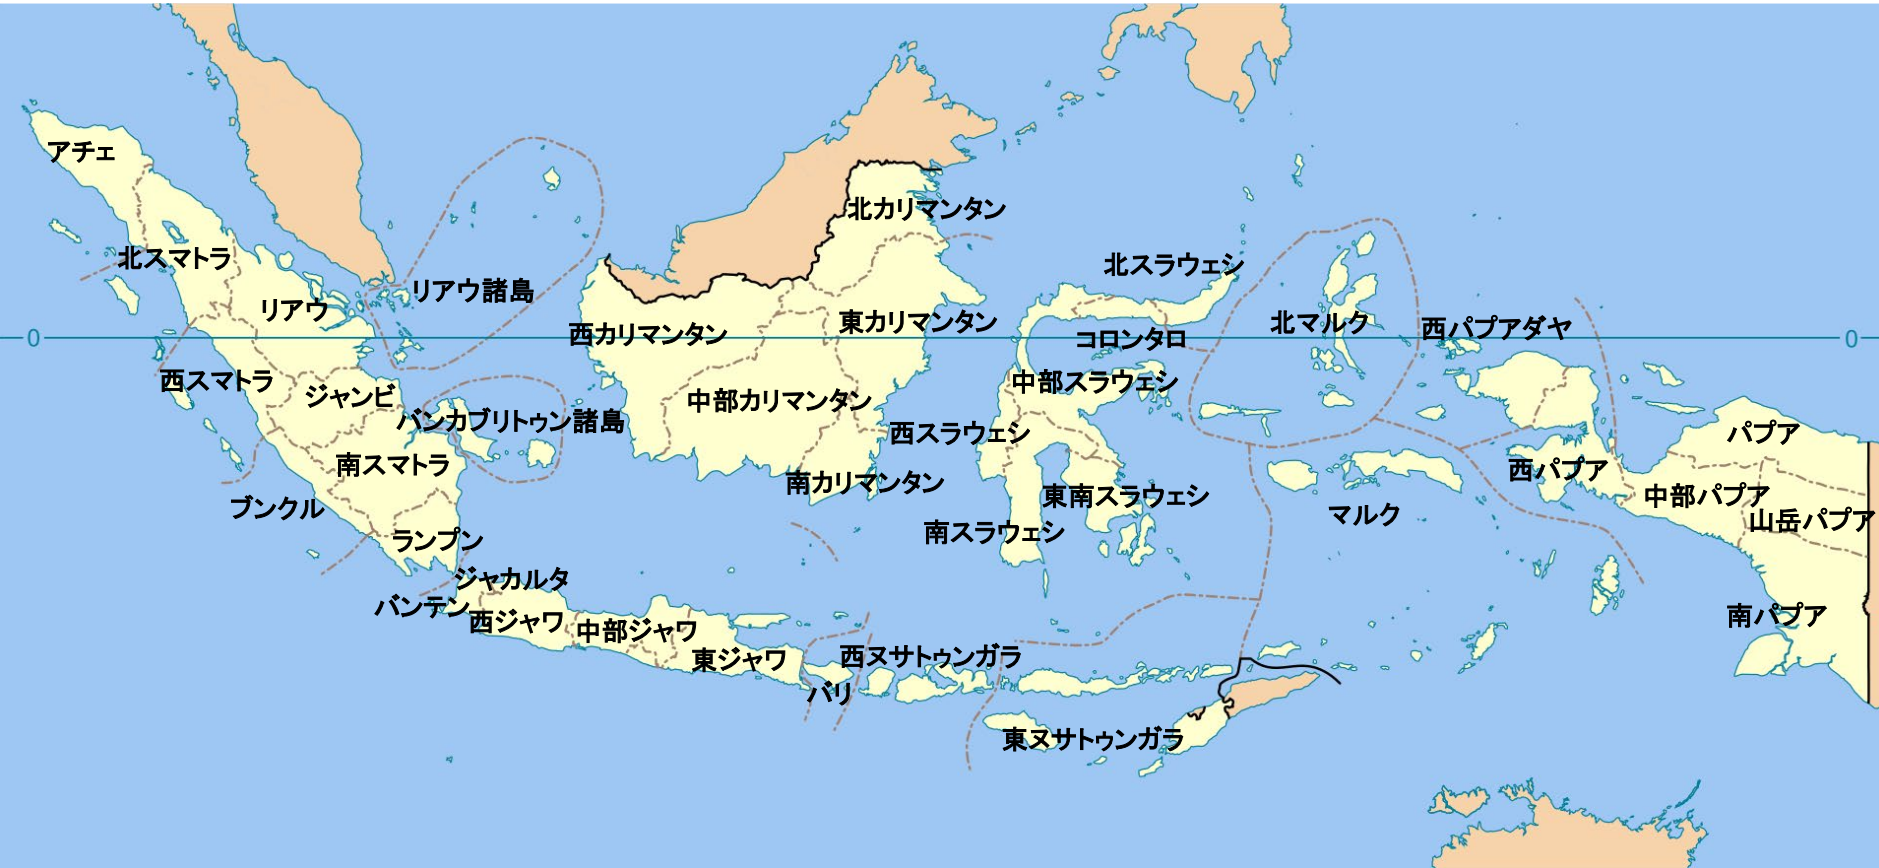 アチェ
北スマトラ
リアウ
リアウ諸島
西スマトラ
ジャンビ
バンカブリトゥン諸島
南スマトラ
ブンクル
ランプン
ジャカルタ
バンテン
西ジャワ
中部ジャワ
東ジャワ
バリ
西ヌサトゥンガラ
東ヌサトゥンガラ
北カリマンタン
西カリマンタン
東カリマンタン
中部カリマンタン
南カリマンタン
北スラウェシ
コロンタロ
中部スラウェシ
西スラウェシ
東南スラウェシ
南スラウェシ
北マルク
マルク
西パプアダヤ
西パプア
パプア
中部パプア
山岳パプア
南パプア
0
0